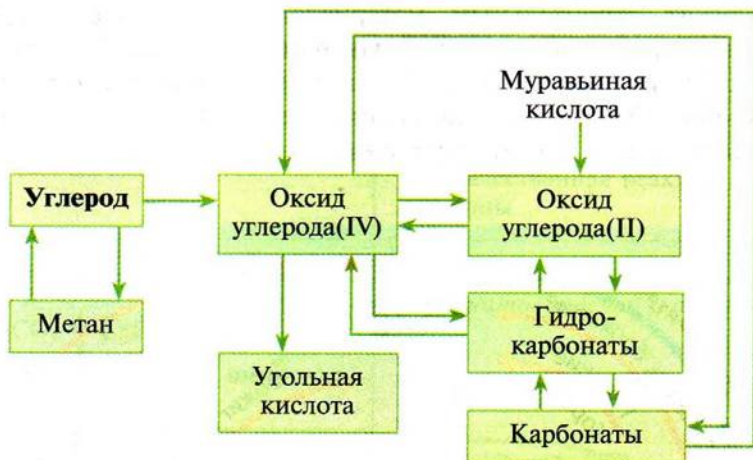 Муравьиная
кислота
Углерод
Оксид
углерода(IV)
Оксид
углерода(II)
Метан
Гидро-
карбонаты
Угольная
кислота
Карбонаты